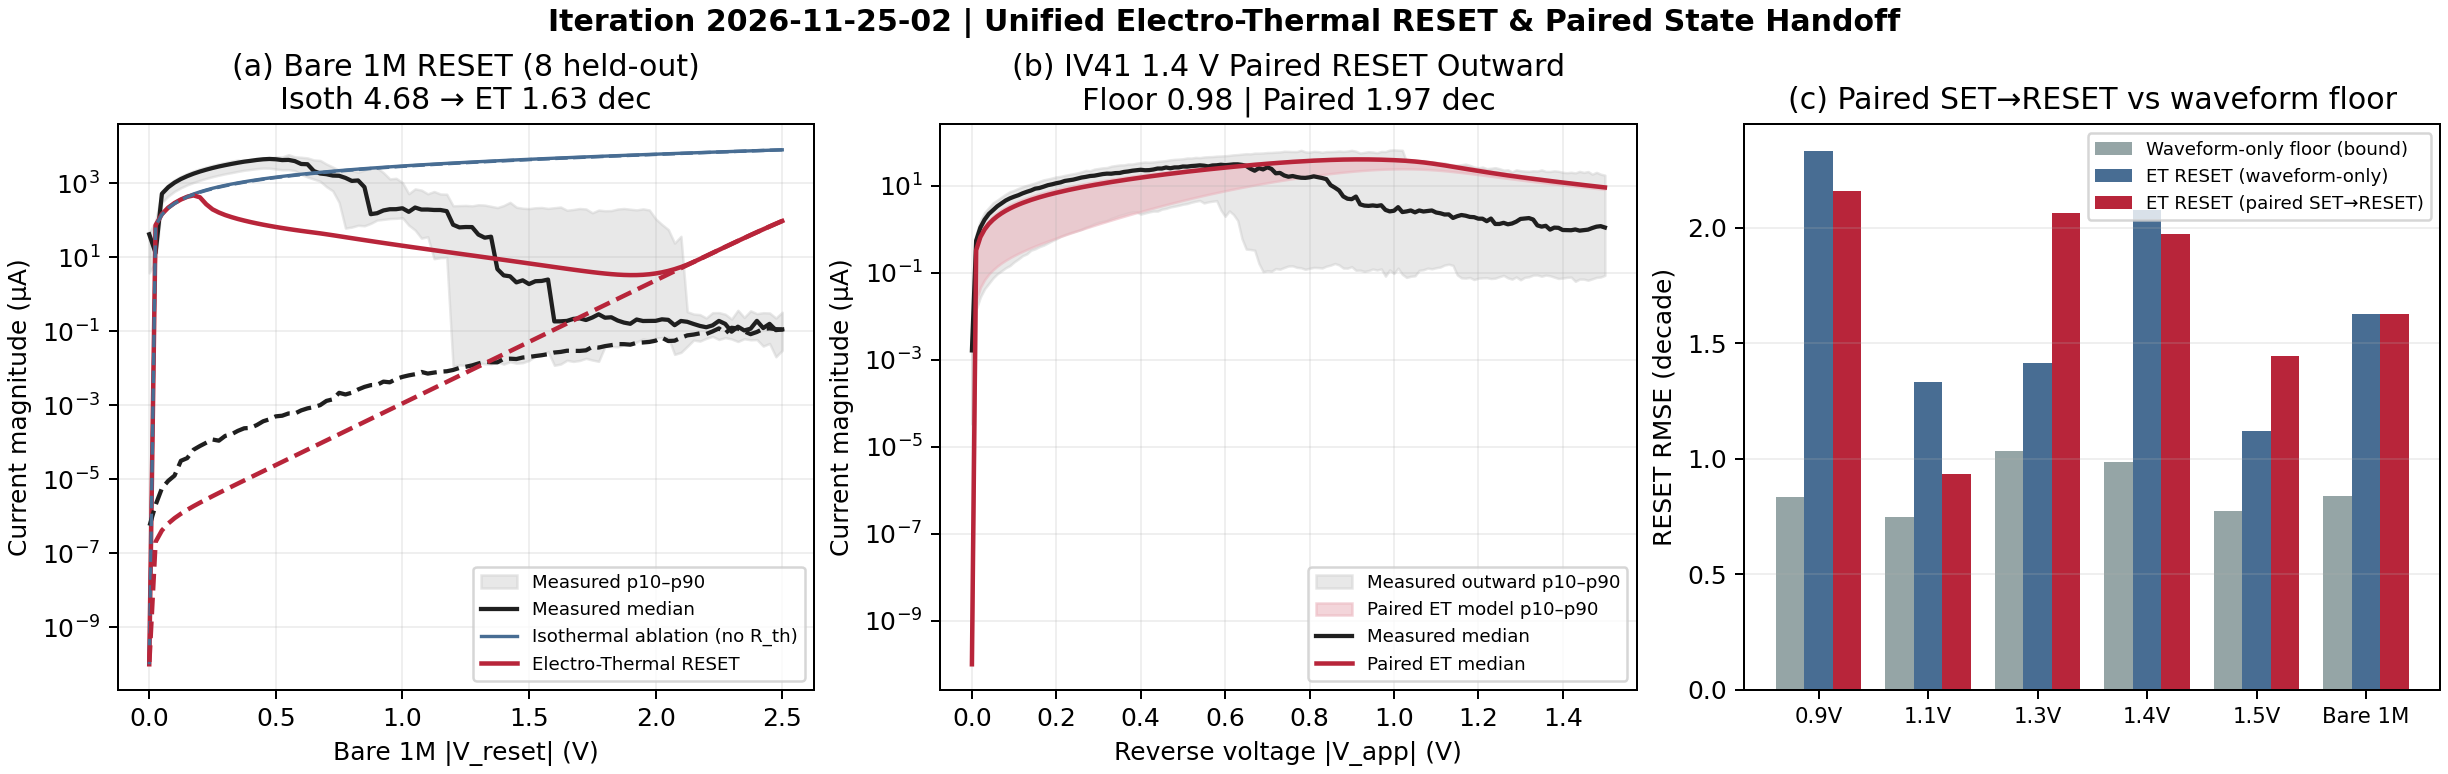 Iteration 2026-11-25-02 | Unified Electro-Thermal RESET & Paired State Handoff
(a) Bare 1M RESET (8 held-out)
Isoth 4.68 → ET 1.63 dec
Current magnitude (μA)
10³
10¹
10⁻¹
10⁻³
10⁻⁵
10⁻⁷
10⁻⁹
Measured p10–p90
Measured median
Isothermal ablation (no R_th)
Electro-Thermal RESET
0.0 0.5 1.0 1.5 2.0 2.5
Bare 1M |V_reset| (V)
(b) IV41 1.4 V Paired RESET Outward
Floor 0.98 | Paired 1.97 dec
Current magnitude (μA)
10¹
10⁻¹
10⁻³
10⁻⁵
10⁻⁷
10⁻⁹
Measured outward p10–p90
Paired ET model p10–p90
Measured median
Paired ET median
0.0 0.2 0.4 0.6 0.8 1.0 1.2 1.4
Reverse voltage |V_app| (V)
(c) Paired SET→RESET vs waveform floor
Waveform-only floor (bound)
ET RESET (waveform-only)
ET RESET (paired SET→RESET)
RESET RMSE (decade)
2.0
1.5
1.0
0.5
0.0
0.9V 1.1V 1.3V 1.4V 1.5V Bare 1M